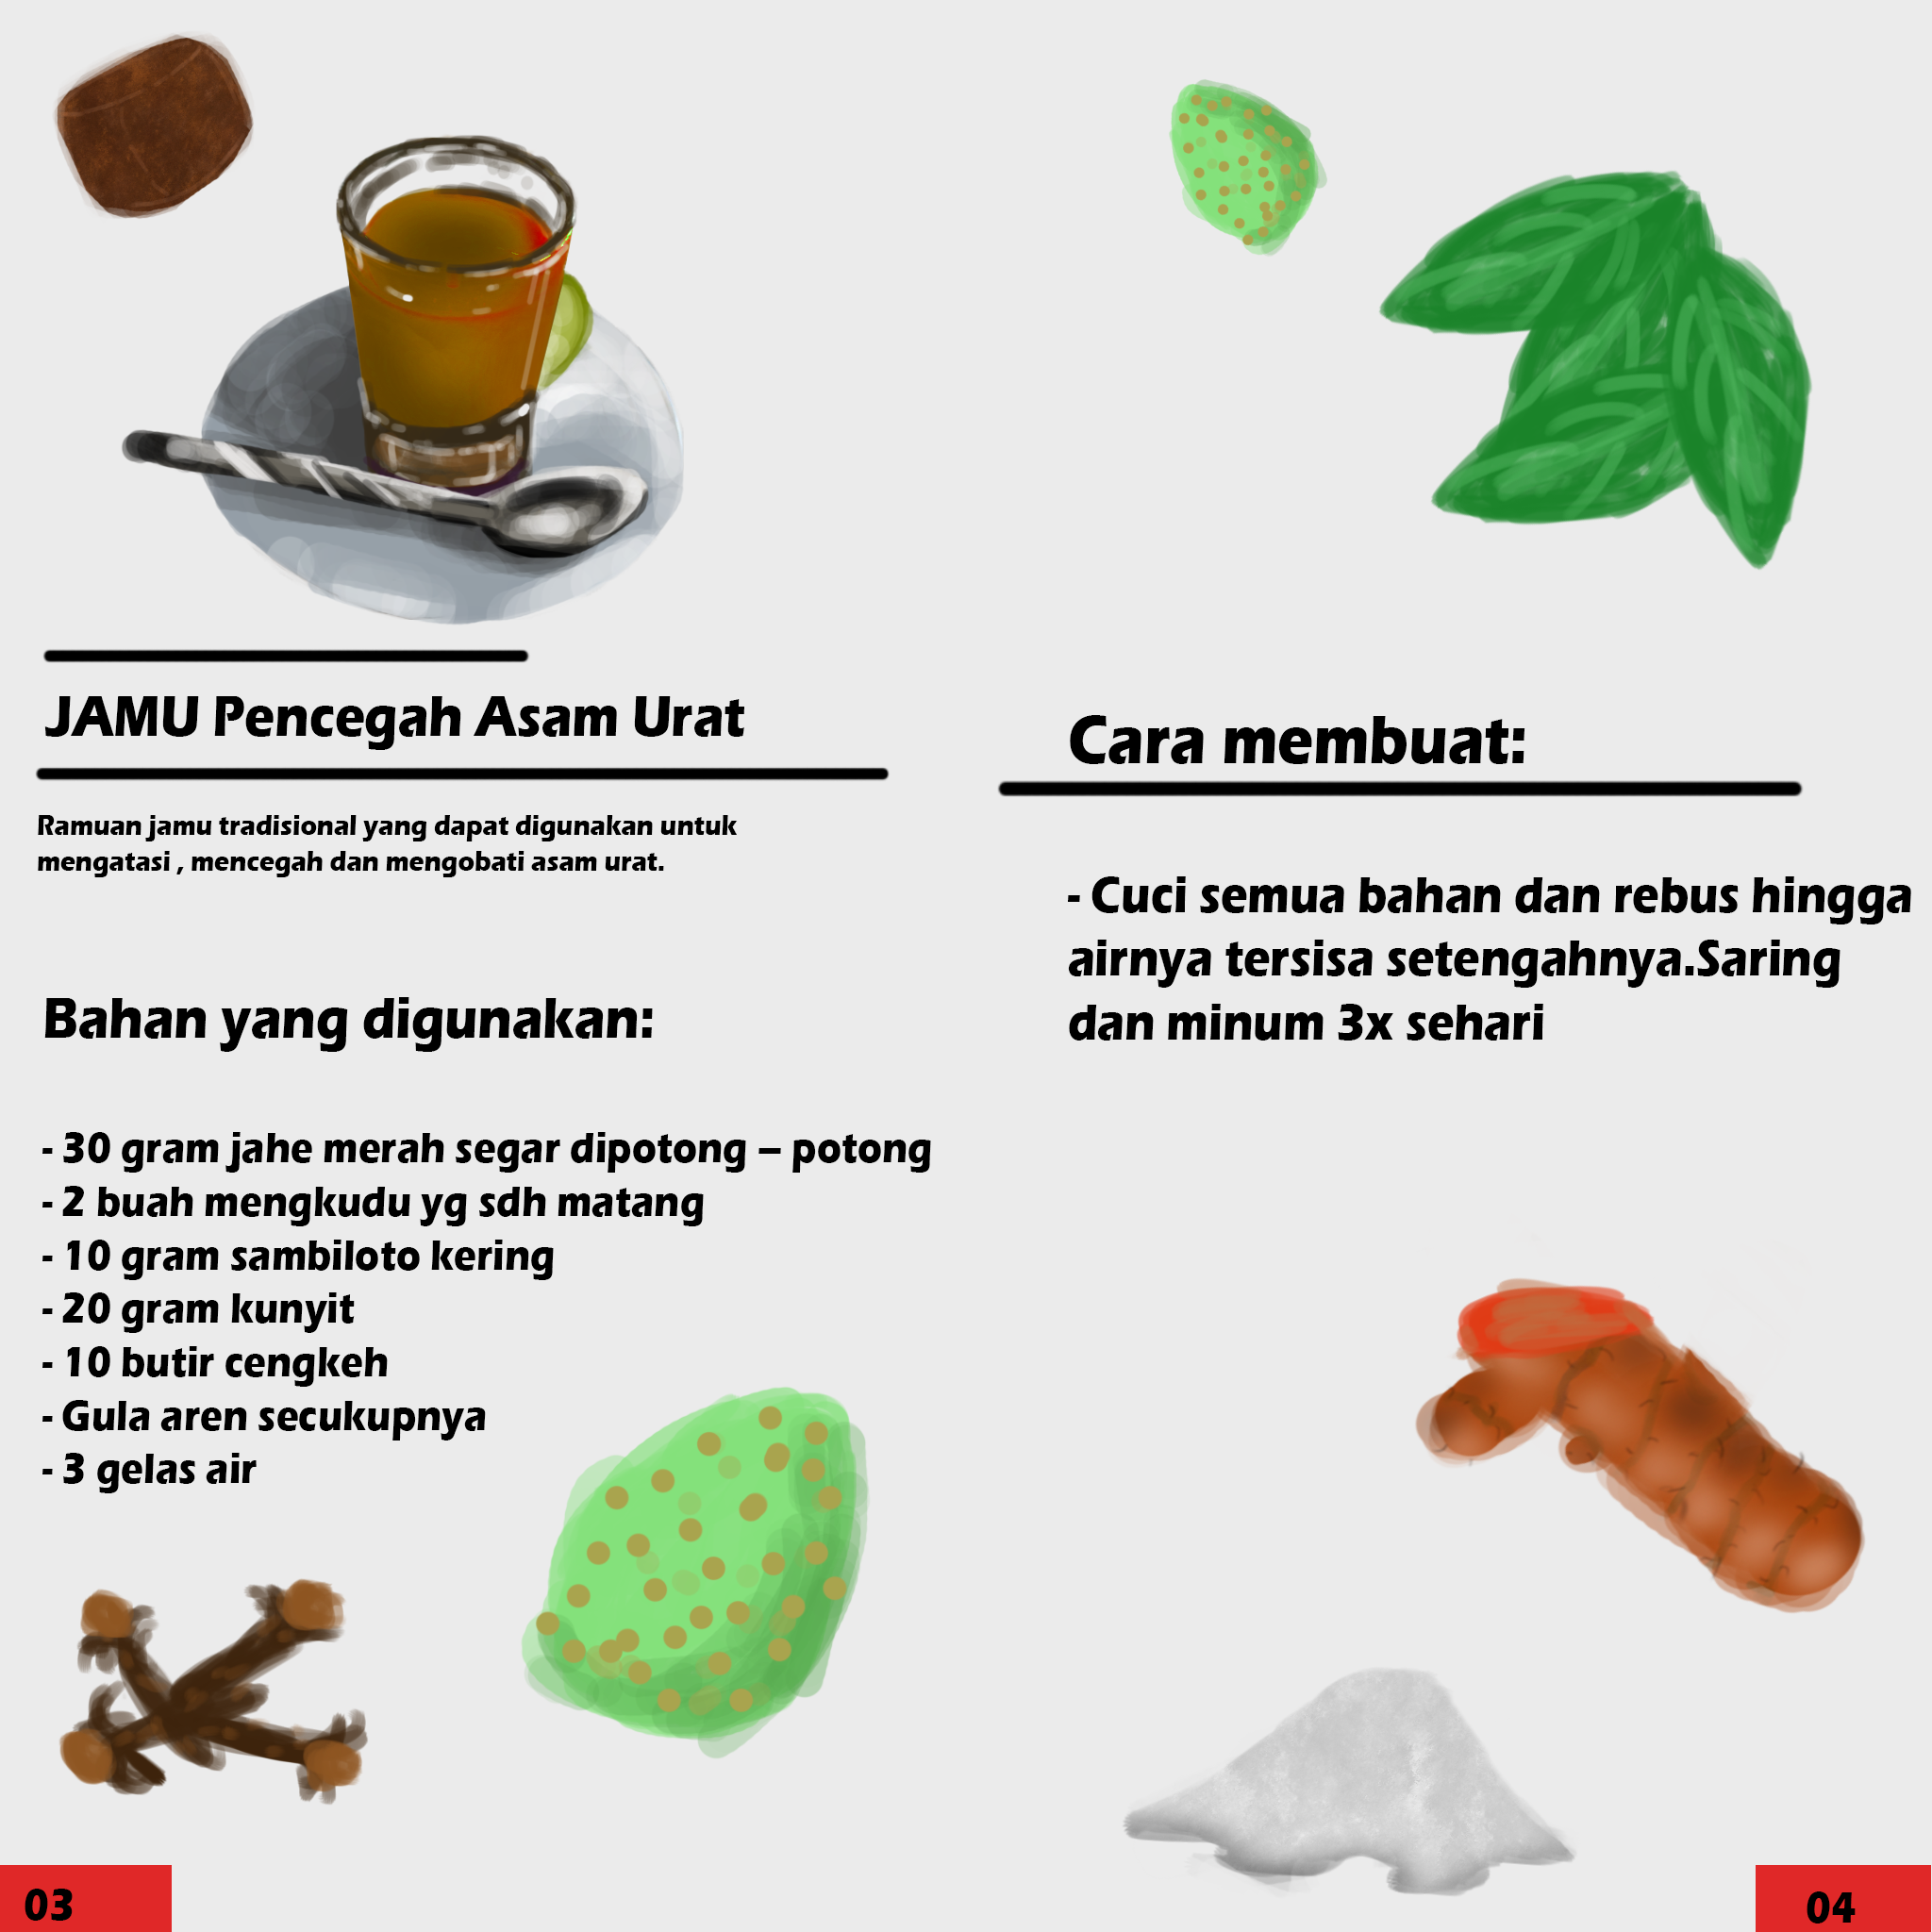 JAMU Pencegah Asam Urat
Ramuan jamu tradisional yang dapat digunakan untuk
mengatasi , mencegah dan mengobati asam urat.
Bahan yang digunakan:
- 30 gram jahe merah segar dipotong – potong
- 2 buah mengkudu yg sdh matang
- 10 gram sambiloto kering
- 20 gram kunyit
- 10 butir cengkeh
- Gula aren secukupnya
- 3 gelas air
03
Cara membuat:
- Cuci semua bahan dan rebus hingga
airnya tersisa setengahnya.Saring
dan minum 3x sehari
04